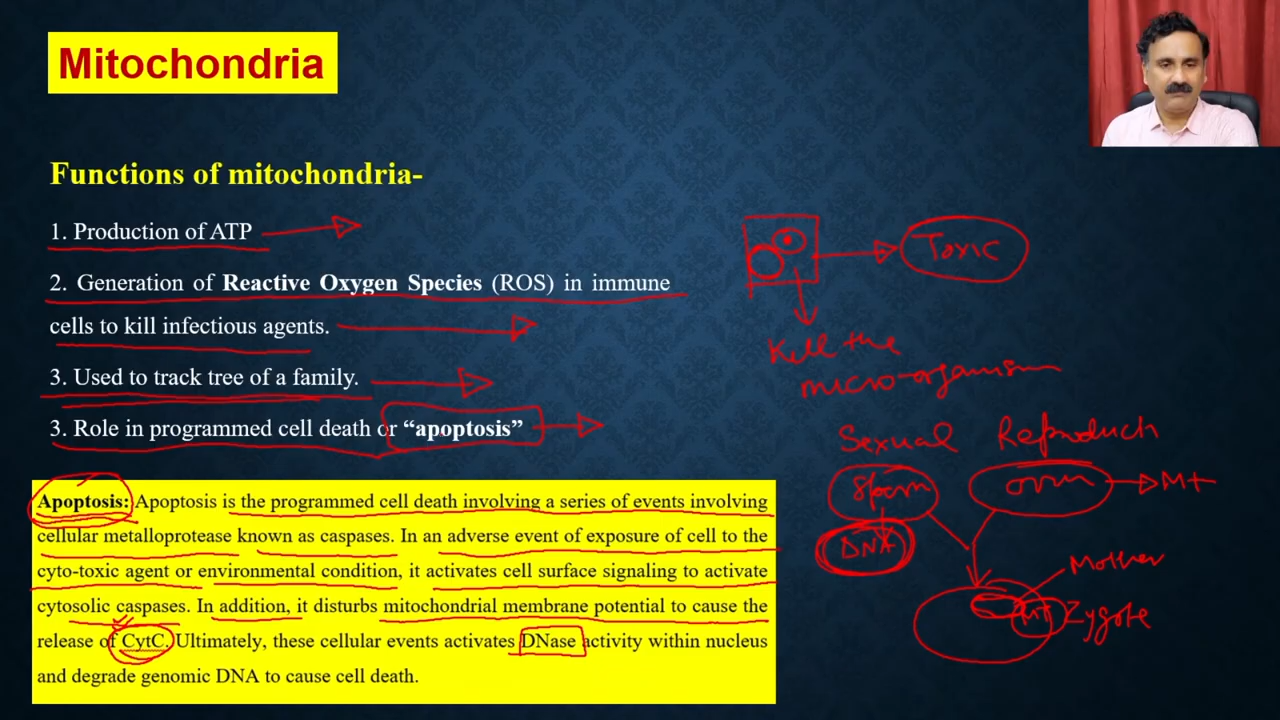 Mitochondria
Functions of mitochondria-
1. Production of ATP
2. Generation of Reactive Oxygen Species (ROS) in immune
cells to kill infectious agents.
3. Used to track tree of a family.
3. Role in programmed cell death or “apoptosis”
Apoptosis: Apoptosis is the programmed cell death involving a series of events involving
cellular metalloprotease known as caspases. In an adverse event of exposure of cell to the
cyto-toxic agent or environmental condition, it activates cell surface signaling to activate
cytosolic caspases. In addition, it disturbs mitochondrial membrane potential to cause the
release of CytC. Ultimately, these cellular events activates DNase activity within nucleus
and degrade genomic DNA to cause cell death.
Toxic
Kill the
micro-organism
Sexual Reproduch
Sperm
ovum
Mt
DNA
Mother
Mt
Zygote